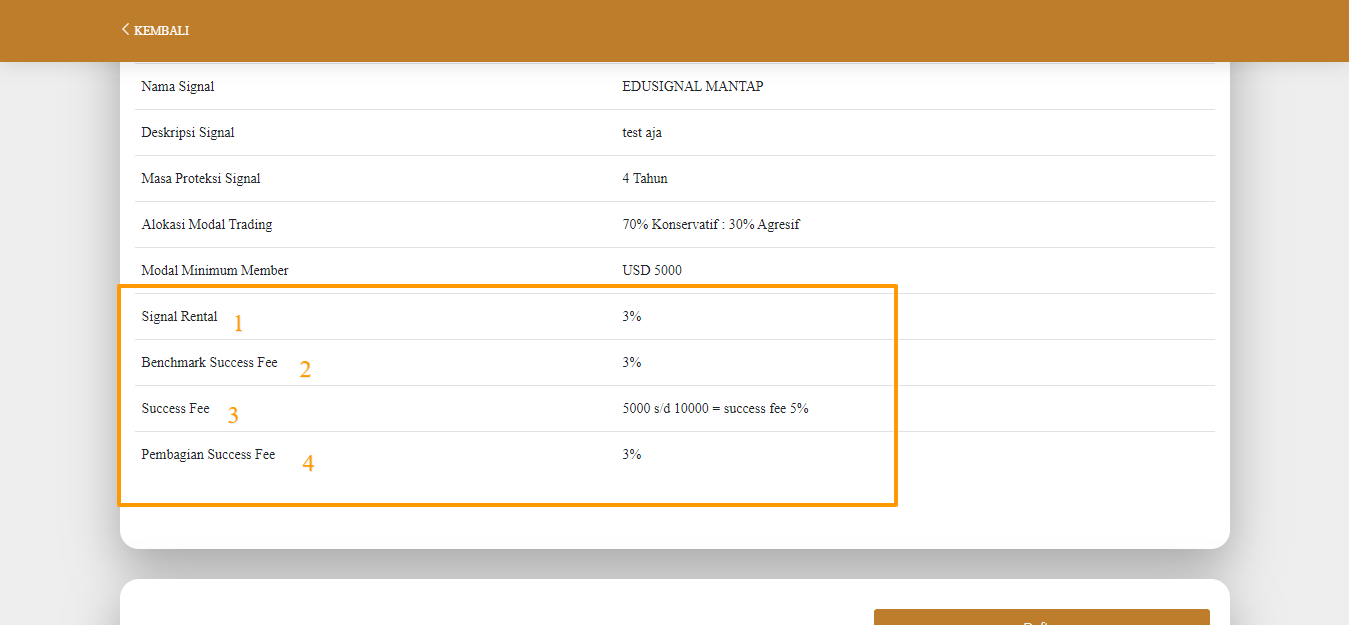 KEMBALI
Nama Signal EDUSIGNAL MANTAP
Deskripsi Signal test aja
Masa Proteksi Signal 4 Tahun
Alokasi Modal Trading 70% Konservatif : 30% Agresif
Modal Minimum Member USD 5000
Signal Rental 1 3%
Benchmark Success Fee 2 3%
Success Fee 3 5000 s/d 10000 = success fee 5%
Pembagian Success Fee 4 3%